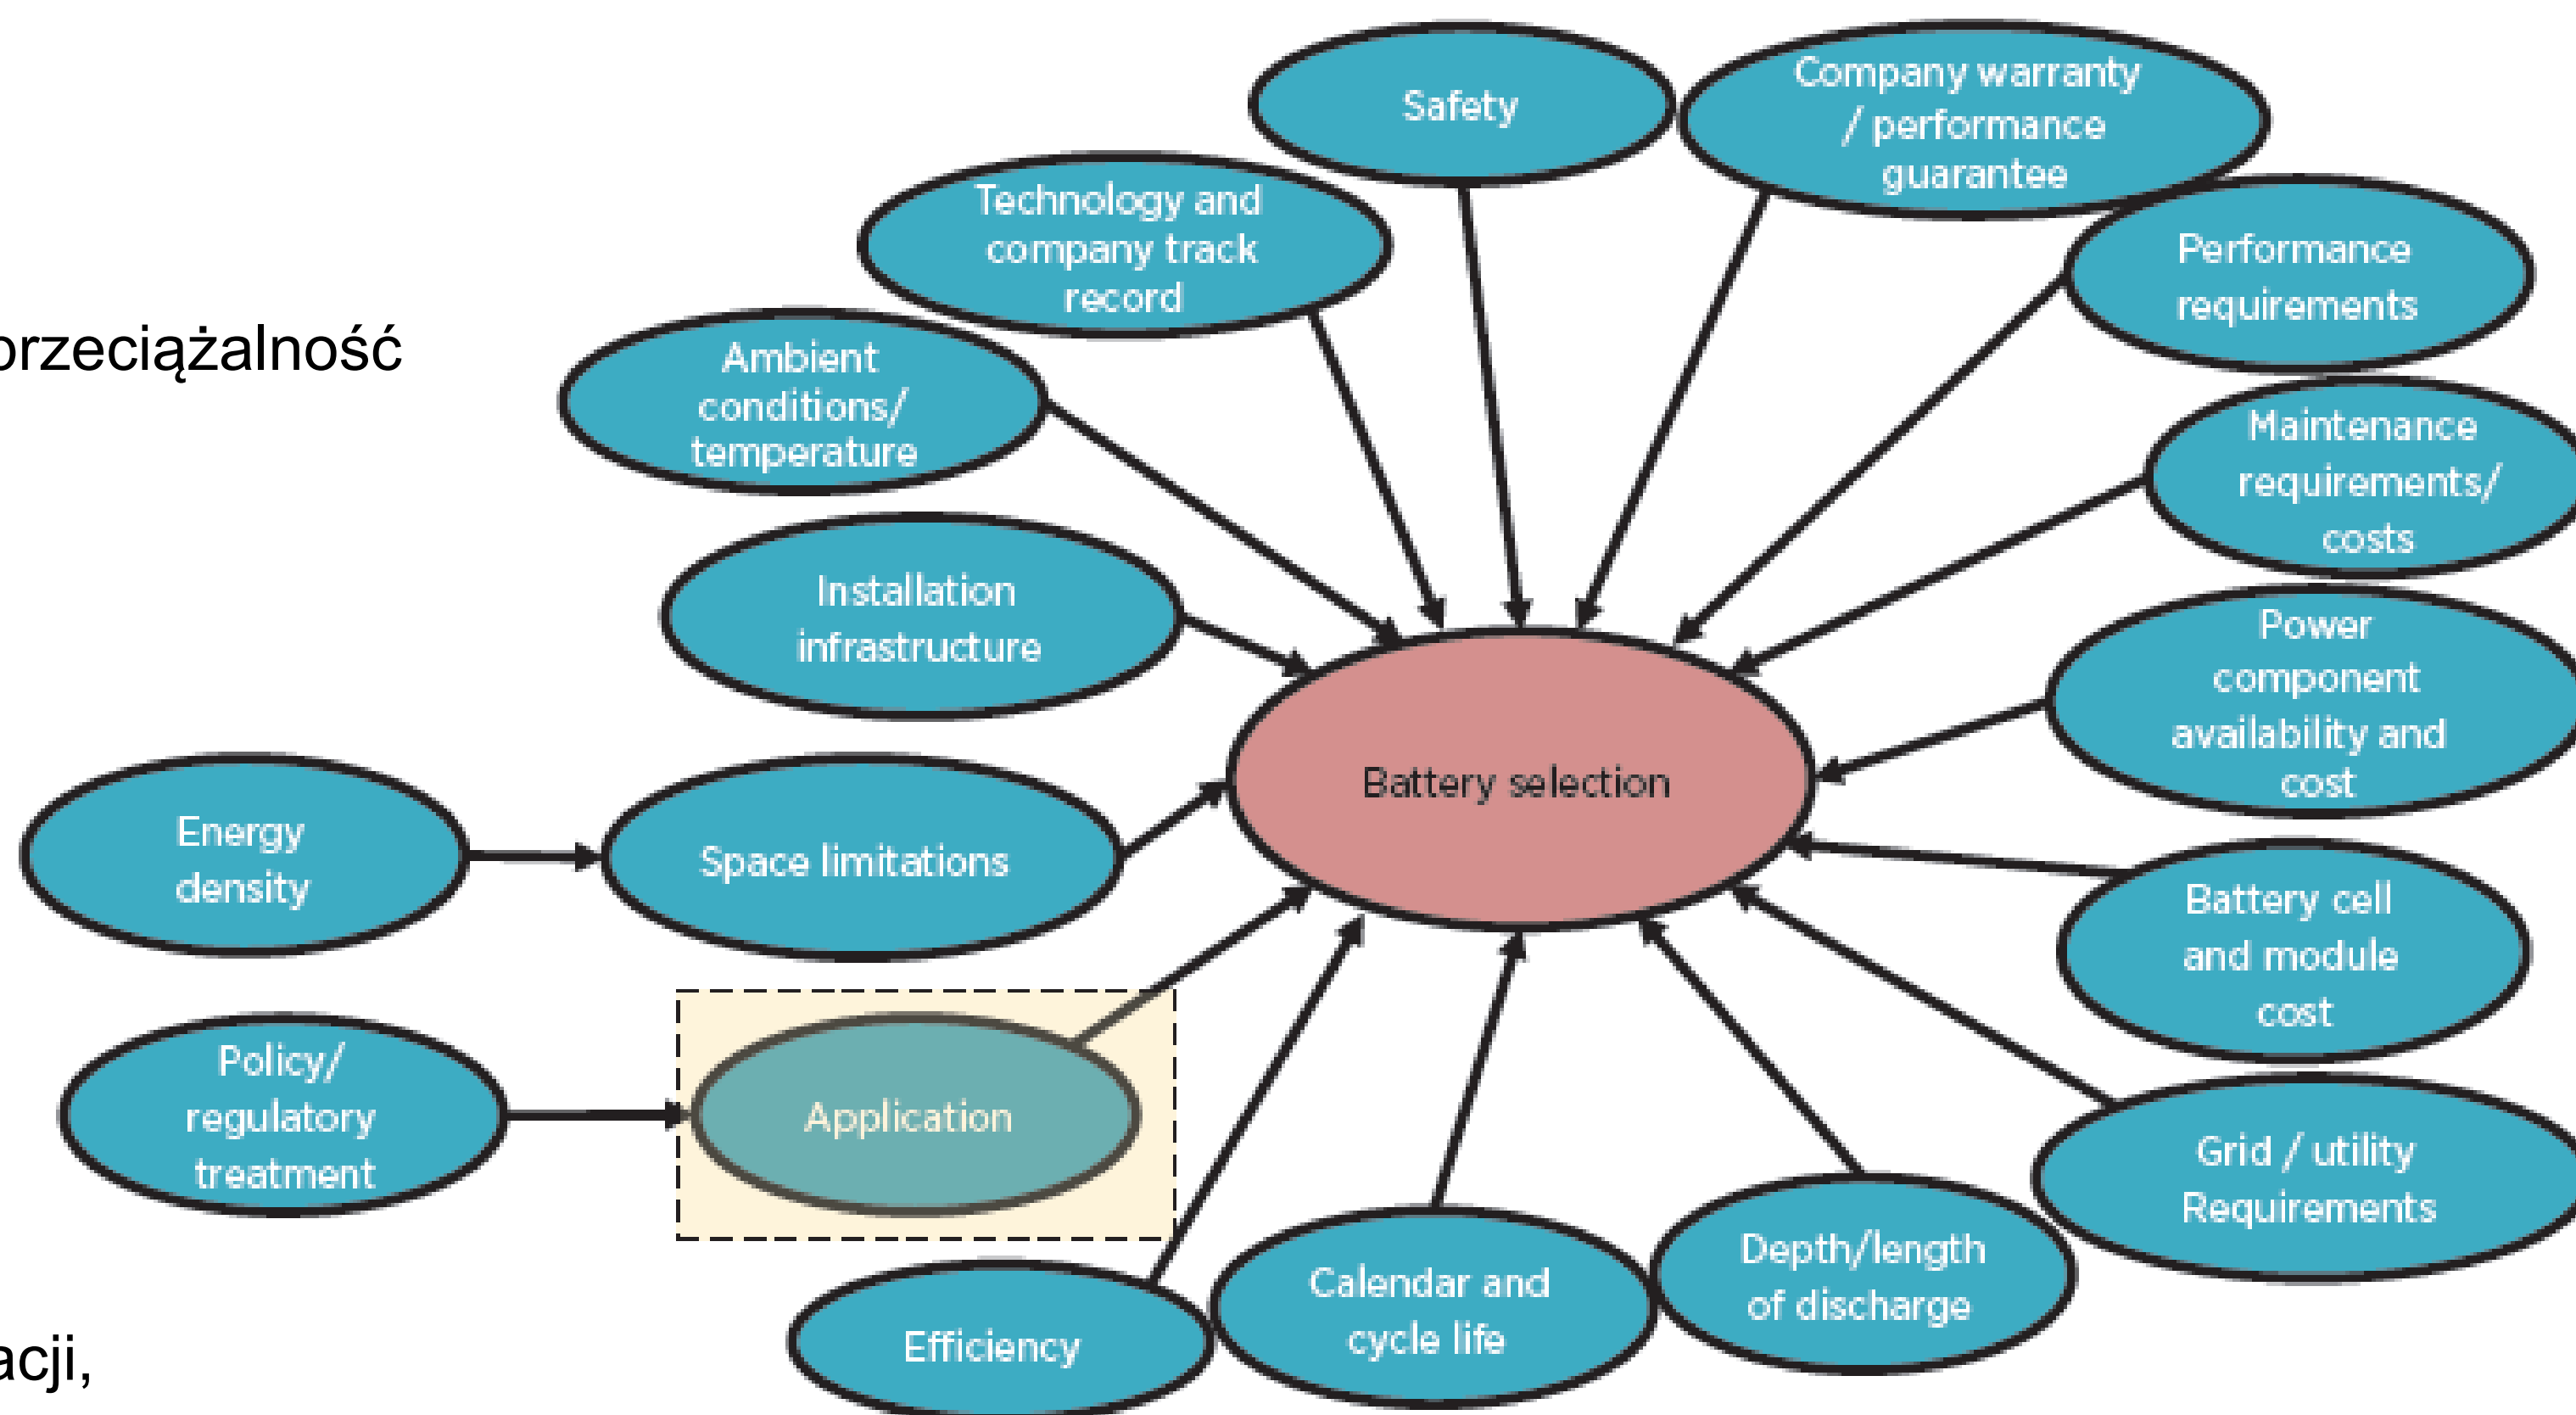 Safety
Company warranty
/ performance
guarantee
Technology and
company track
record
Performance
requirements
przeciążalność
Ambient
conditions/
temperature
Maintenance
requirements/
costs
Installation
infrastructure
Power
component
availability and
cost
Battery selection
Energy
density
Space limitations
Battery cell
and module
cost
Policy/
regulatory
treatment
Application
Grid / utility
Requirements
Depth/length
of discharge
Calendar and
cycle life
Efficiency
acji,